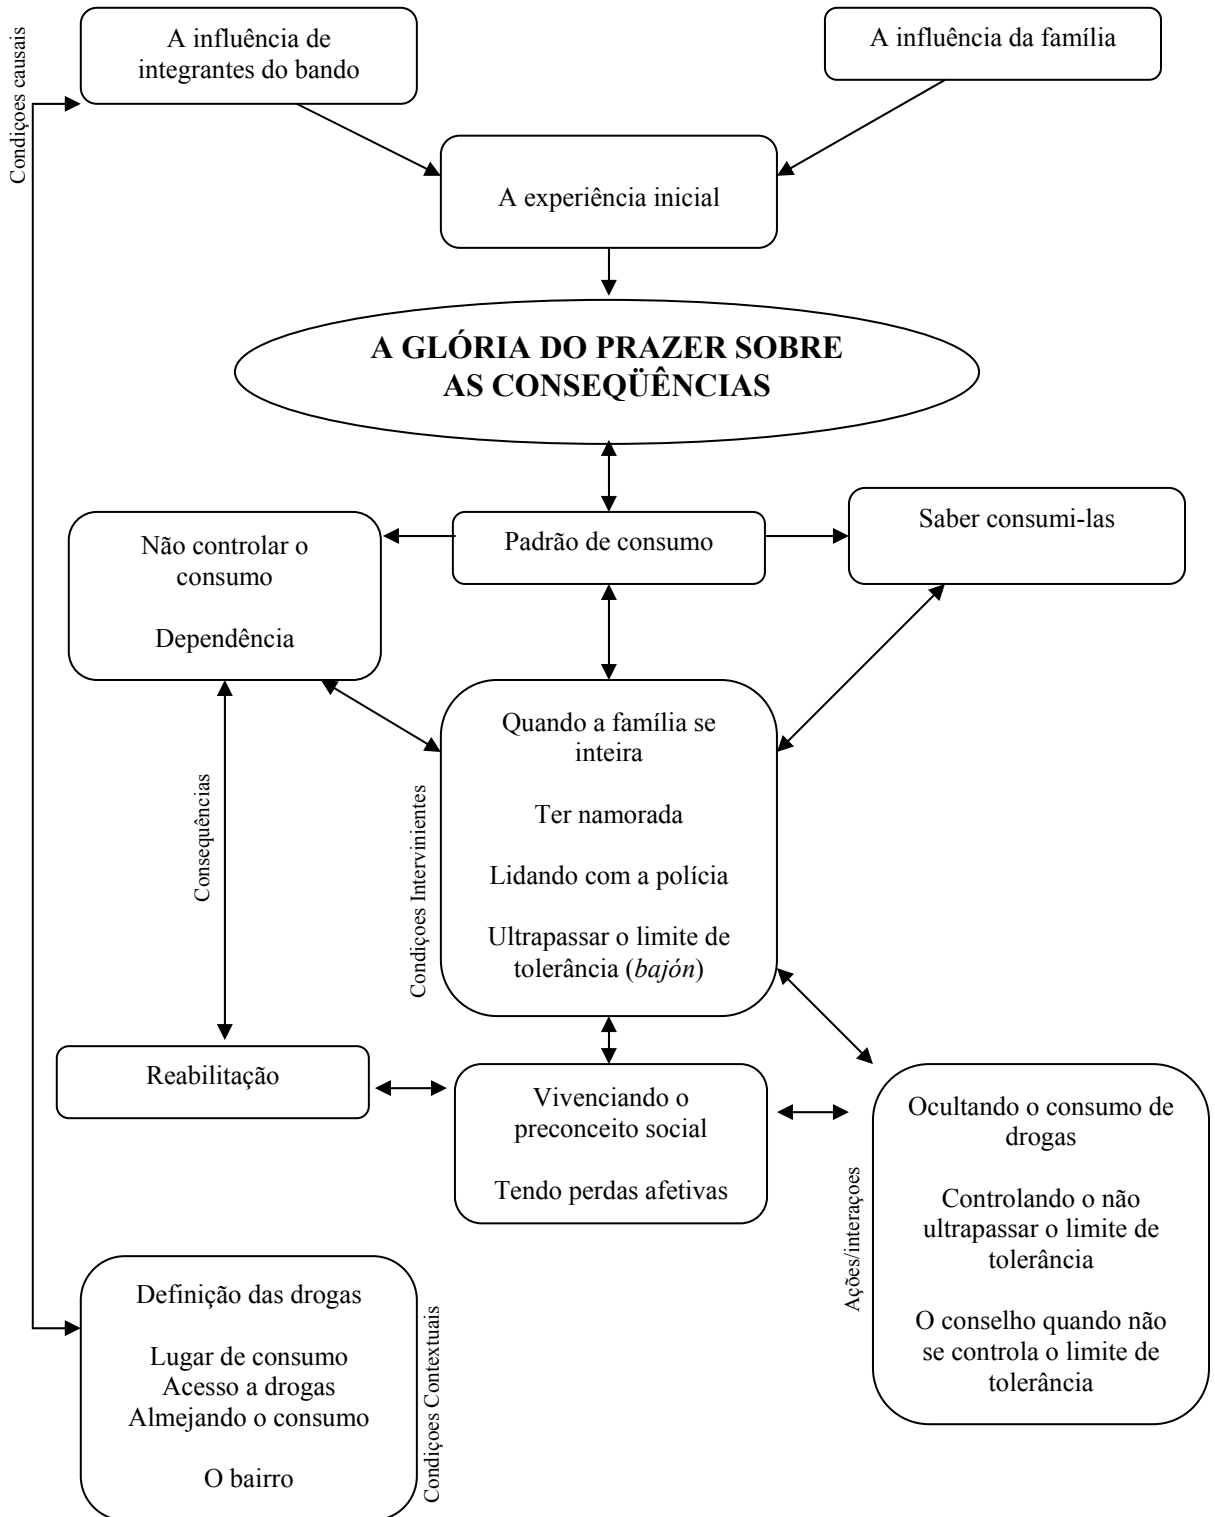 Condiçoes causais
A influência de
integrantes do bando
A influência da família
A experiência inicial
A GLÓRIA DO PRAZER SOBRE
AS CONSEQÜÊNCIAS
Não controlar o
consumo
Dependência
Padrão de consumo
Saber consumi-las
Consequências
Condiçoes Intervinientes
Quando a família se
inteira
Ter namorada
Lidando com a polícia
Ultrapassar o limite de
tolerância (bajón)
Reabilitação
Vivenciando o
preconceito social
Tendo perdas afetivas
Ações/interaçoes
Ocultando o consumo de
drogas
Controlando o não
ultrapassar o limite de
tolerância
O conselho quando não
se controla o limite de
tolerância
Definição das drogas
Lugar de consumo
Acesso a drogas
Almejando o consumo
O bairro
Condiçoes Contextuais